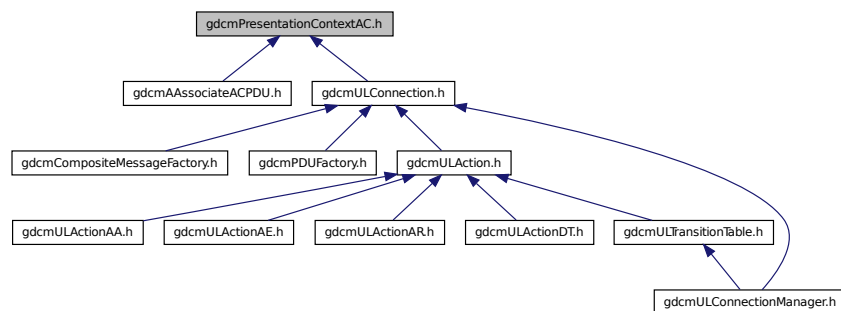 gdcmPresentationContextAC.h
gdcmAAssociateACPDU.h
gdcmULConnection.h
gdcmCompositeMessageFactory.h
gdcmPDUFactory.h
gdcmULAction.h
gdcmULActionAA.h
gdcmULActionAE.h
gdcmULActionAR.h
gdcmULActionDT.h
gdcmULTransitionTable.h
gdcmULConnectionManager.h